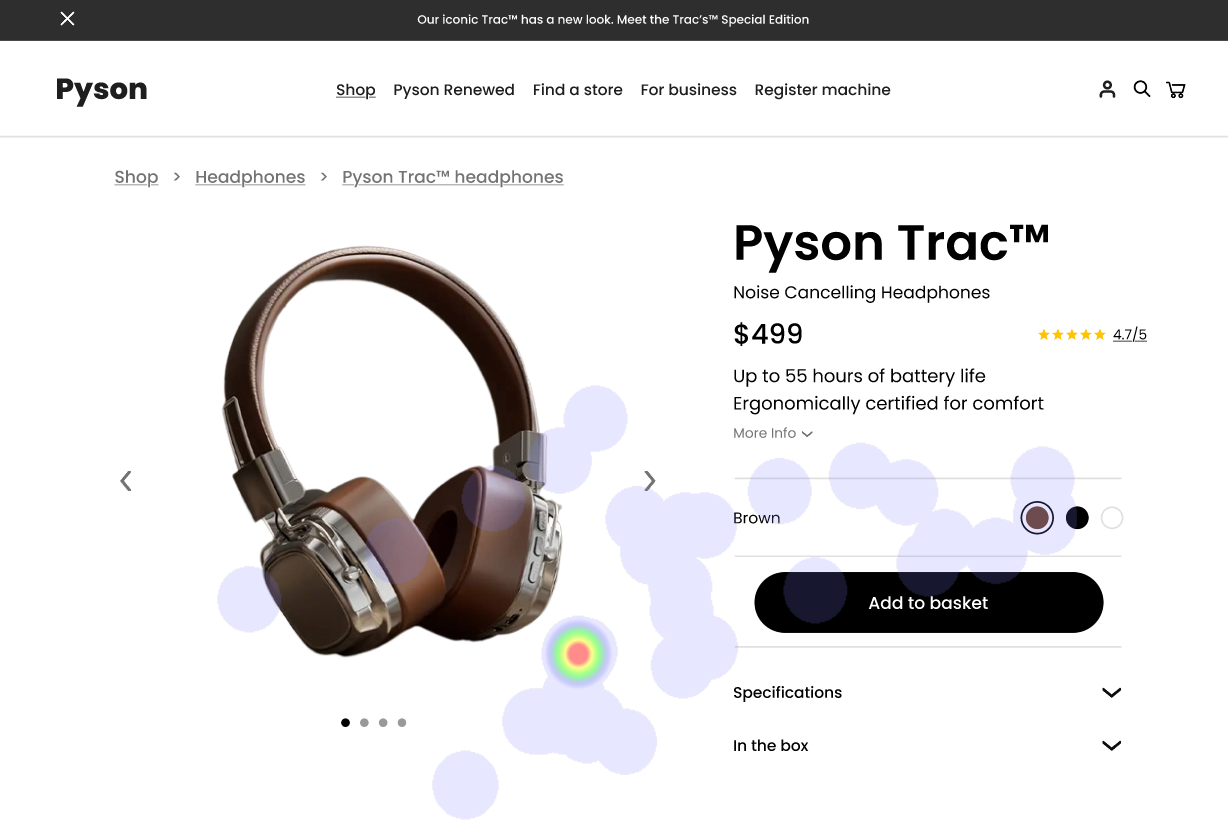 Our iconic Trac™ has a new look. Meet the Trac's™ Special Edition
Pyson
Shop Pyson Renewed Find a store For business Register machine
Shop > Headphones > Pyson Trac™ headphones
Pyson Trac™
Noise Cancelling Headphones
$499
4.7/5
Up to 55 hours of battery life
Ergonomically certified for comfort
More Info
Brown
Add to basket
Specifications
In the box